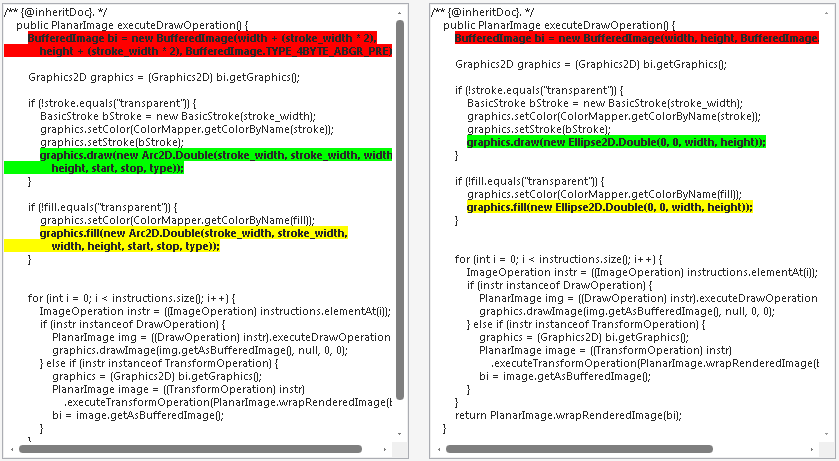 /** {@inheritDoc}. */
public PlanarImage executeDrawOperation() {
BufferedImage bi = new BufferedImage(width + (stroke_width * 2),
height + (stroke_width * 2), BufferedImage.TYPE_4BYTE_ABGR_PRE)
Graphics2D graphics = (Graphics2D) bi.getGraphics();
if (!stroke.equals("transparent")) {
BasicStroke bStroke = new BasicStroke(stroke_width);
graphics.setColor(ColorMapper.getColorByName(stroke));
graphics.setStroke(bStroke);
graphics.draw(new Arc2D.Double(stroke_width, stroke_width, width
height, start, stop, type));
}
if (!fill.equals("transparent")) {
graphics.setColor(ColorMapper.getColorByName(fill));
graphics.fill(new Arc2D.Double(stroke_width, stroke_width,
width, height, start, stop, type));
}
for (int i = 0; i < instructions.size(); i++) {
ImageOperation instr = ((ImageOperation) instructions.elementAt(i));
if (instr instanceof DrawOperation) {
PlanarImage img = ((DrawOperation) instr).executeDrawOperation
graphics.drawImage(img.getAsBufferedImage(), null, 0, 0);
} else if (instr instanceof TransformOperation) {
graphics = (Graphics2D) bi.getGraphics();
PlanarImage image = ((TransformOperation) instr)
.executeTransformOperation(PlanarImage.wrapRenderedImage(b
bi = image.getAsBufferedImage();
}
}
/** {@inheritDoc}. */
public PlanarImage executeDrawOperation() {
BufferedImage bi = new BufferedImage(width, height, BufferedImage.
Graphics2D graphics = (Graphics2D) bi.getGraphics();
if (!stroke.equals("transparent")) {
BasicStroke bStroke = new BasicStroke(stroke_width);
graphics.setColor(ColorMapper.getColorByName(stroke));
graphics.setStroke(bStroke);
graphics.draw(new Ellipse2D.Double(0, 0, width, height));
}
if (!fill.equals("transparent")) {
graphics.setColor(ColorMapper.getColorByName(fill));
graphics.fill(new Ellipse2D.Double(0, 0, width, height));
}
for (int i = 0; i < instructions.size(); i++) {
ImageOperation instr = ((ImageOperation) instructions.elementAt(i));
if (instr instanceof DrawOperation) {
PlanarImage img = ((DrawOperation) instr).executeDrawOperation
graphics.drawImage(img.getAsBufferedImage(), null, 0, 0);
} else if (instr instanceof TransformOperation) {
graphics = (Graphics2D) bi.getGraphics();
PlanarImage image = ((TransformOperation) instr)
.executeTransformOperation(PlanarImage.wrapRenderedImage(b
bi = image.getAsBufferedImage();
}
}
return PlanarImage.wrapRenderedImage(bi);
}